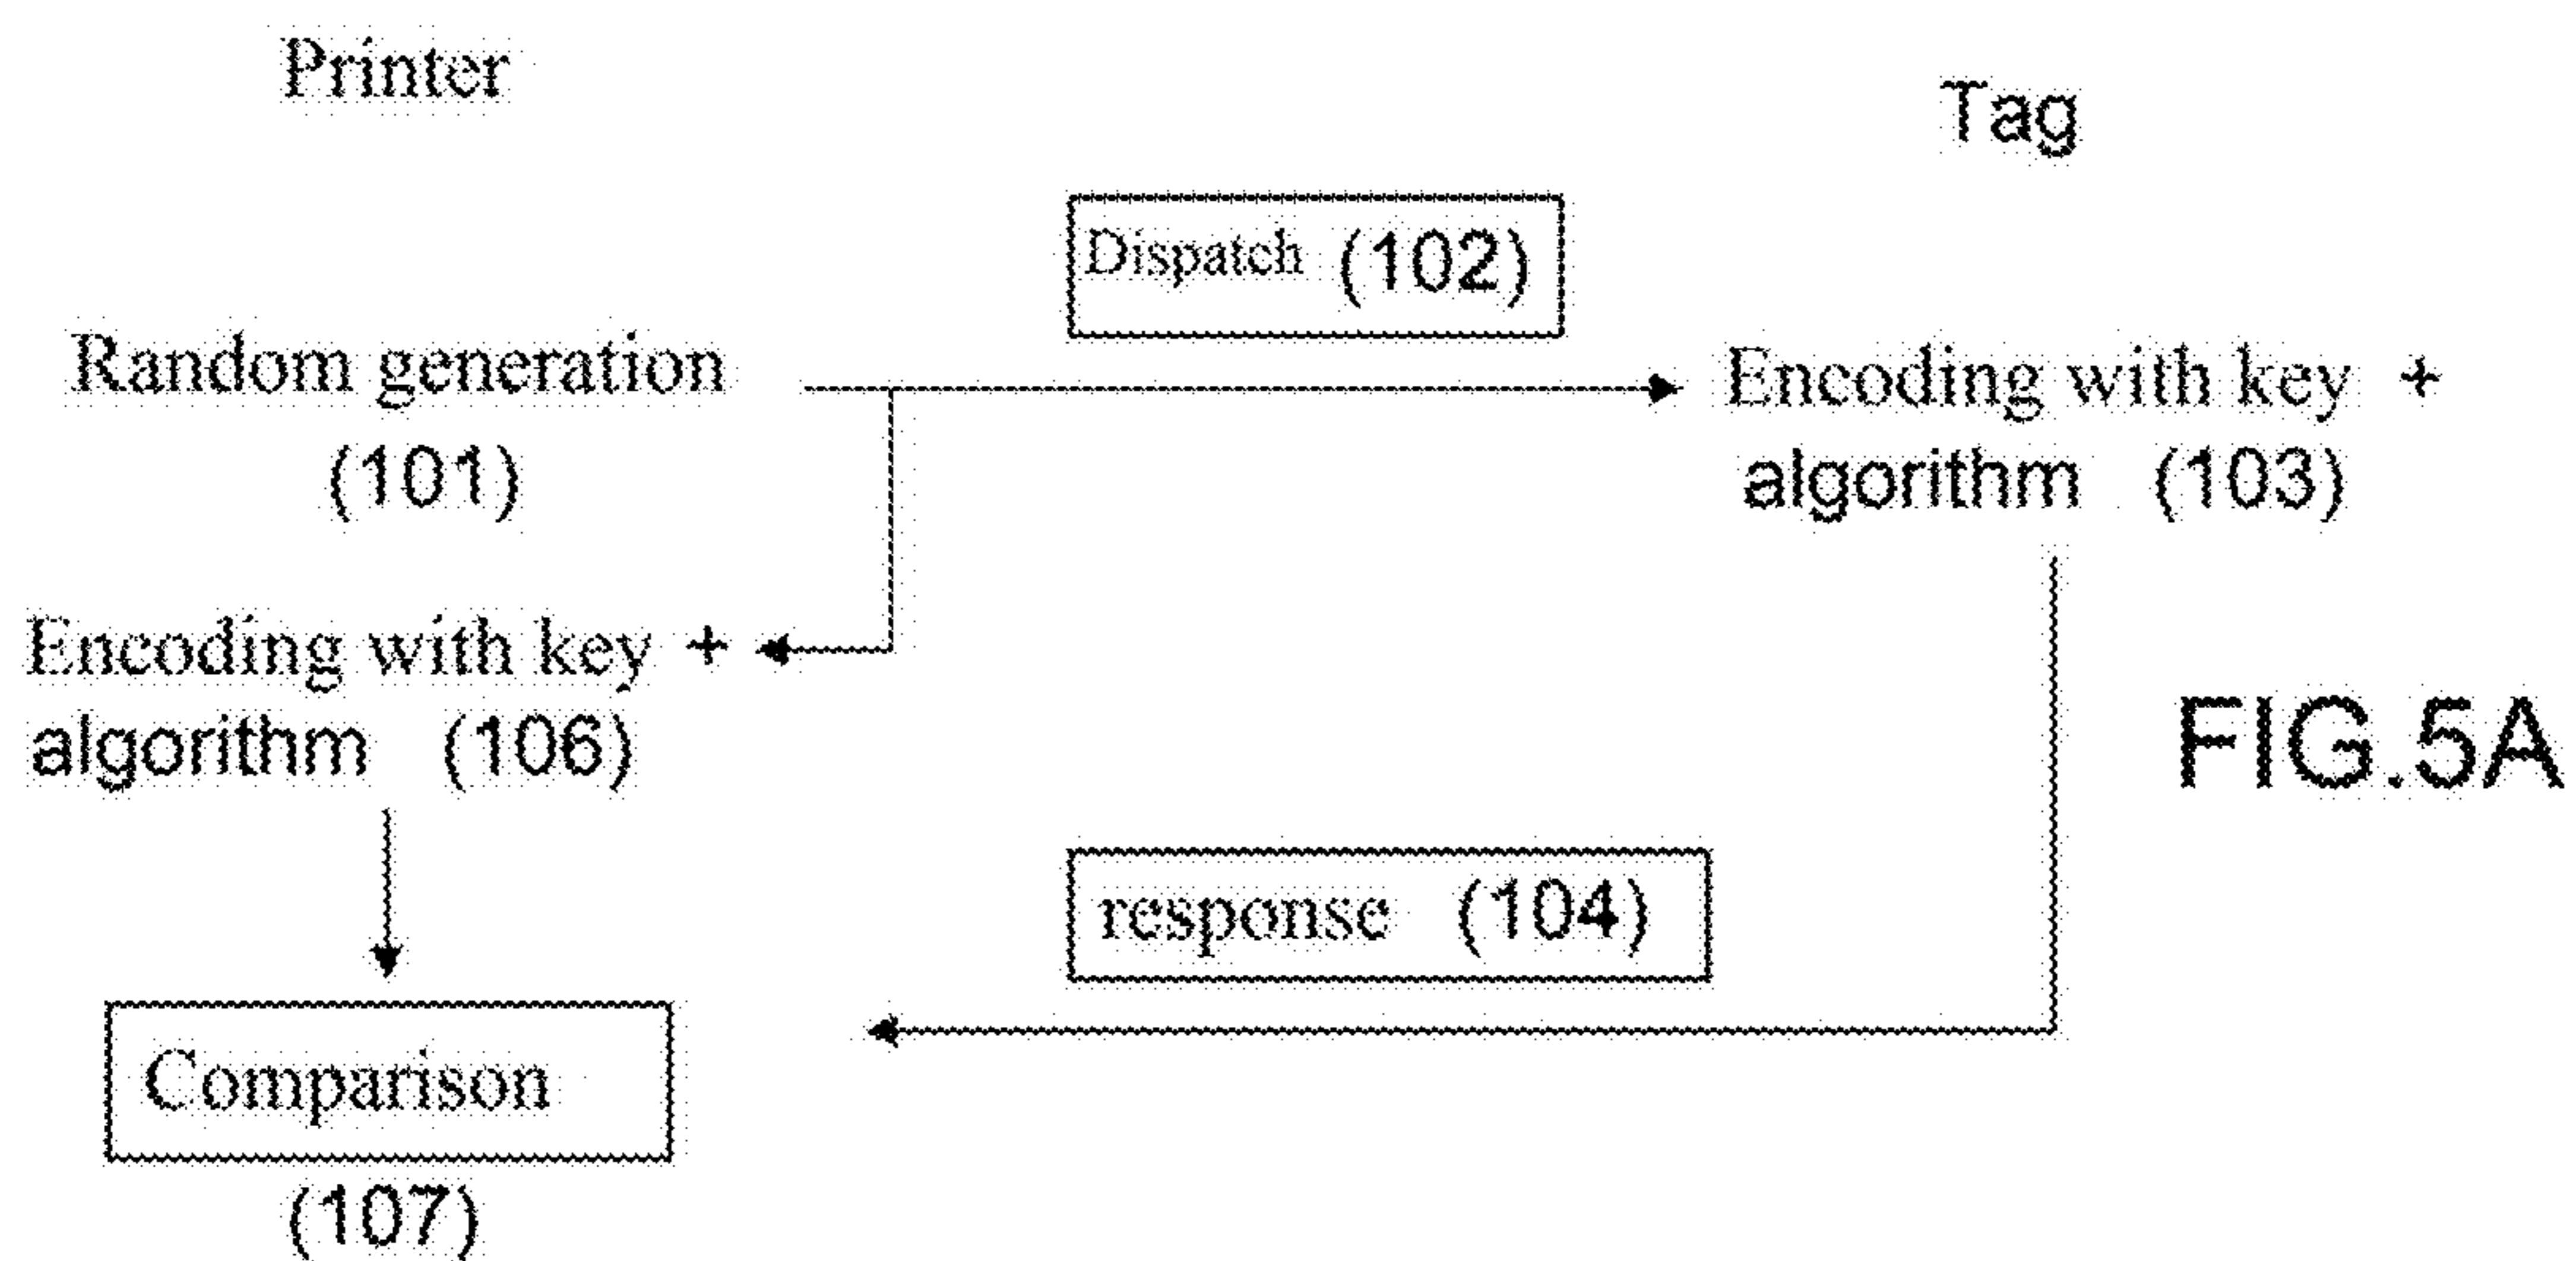 Printer
Tag
Dispatch (102)
Random generation
(101)
Encoding with key +
algorithm (103)
Encoding with key +
algorithm (106)
FIG.5A
response (104)
Comparison
(107)